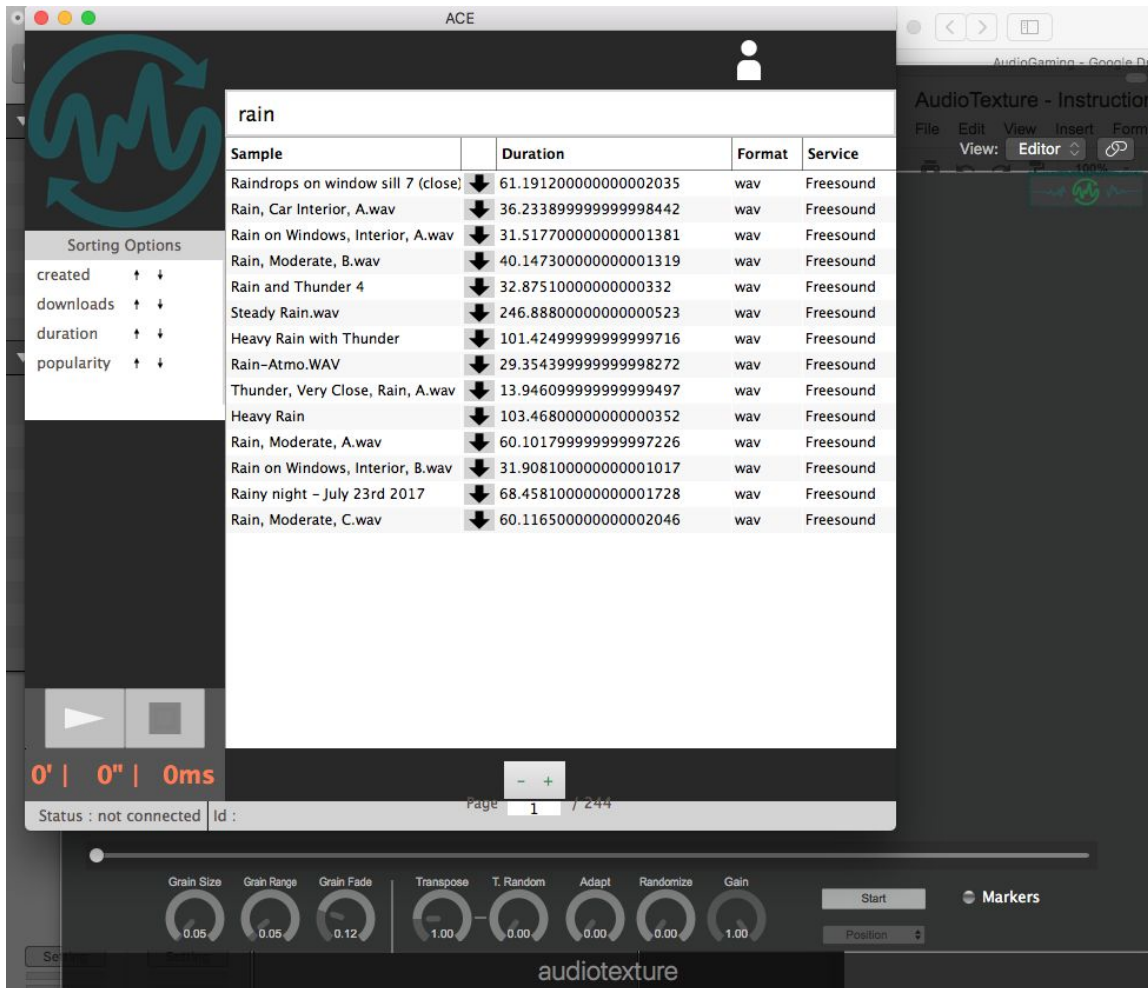 ACE
AudioGaming - Google Dr
AudioTexture - Instruction
File Edit View Insert Form
View: Editor
100%
rain
Sample Duration Format Service
Raindrops on window sill 7 (close) 61.191200000000002035 wav Freesound
Rain, Car Interior, A.wav 36.233899999999998442 wav Freesound
Rain on Windows, Interior, A.wav 31.517700000000001381 wav Freesound
Rain, Moderate, B.wav 40.147300000000001319 wav Freesound
Rain and Thunder 4 32.87510000000000332 wav Freesound
Steady Rain.wav 246.88800000000000523 wav Freesound
Heavy Rain with Thunder 101.42499999999999716 wav Freesound
Rain-Atmo.WAV 29.354399999999998272 wav Freesound
Thunder, Very Close, Rain, A.wav 13.946099999999999497 wav Freesound
Heavy Rain 103.46800000000000352 wav Freesound
Rain, Moderate, A.wav 60.101799999999997226 wav Freesound
Rain on Windows, Interior, B.wav 31.908100000000001017 wav Freesound
Rainy night - July 23rd 2017 68.458100000000001728 wav Freesound
Rain, Moderate, C.wav 60.116500000000002046 wav Freesound
Sorting Options
created
downloads
duration
popularity
0' | 0" | 0ms
- +
Page 1 / 244
Status : not connected Id :
Grain Size Grain Range Grain Fade Transpose T. Random Adapt Randomize Gain
0.05 0.05 0.12 1.00 0.00 0.00 0.00 1.00
Start
Markers
Position
audiotexture